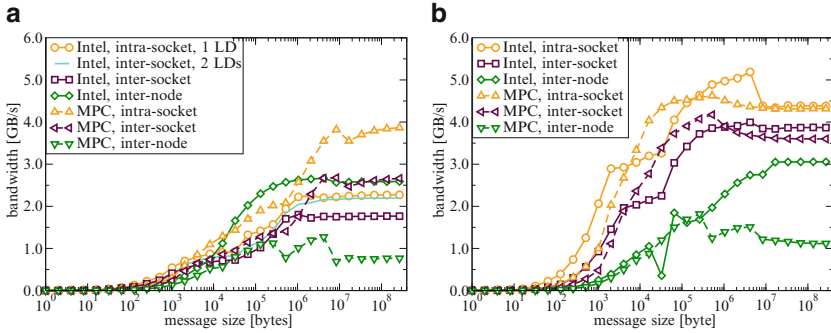 a
6.0
5.0
4.0
3.0
2.0
1.0
0.0
bandwidth [GB/s]
Intel, intra-socket, 1 LD
Intel, inter-socket, 2 LDs
Intel, inter-socket
Intel, inter-node
MPC, intra-socket
MPC, inter-socket
MPC, inter-node
10^0 10^1 10^2 10^3 10^4 10^5 10^6 10^7 10^8
message size [bytes]
b
6.0
5.0
4.0
3.0
2.0
1.0
0.0
bandwidth [GB/s]
Intel, intra-socket
Intel, inter-socket
Intel, inter-node
MPC, intra-socket
MPC, inter-socket
MPC, inter-node
10^0 10^1 10^2 10^3 10^4 10^5 10^6 10^7 10^8
message size [bytes]